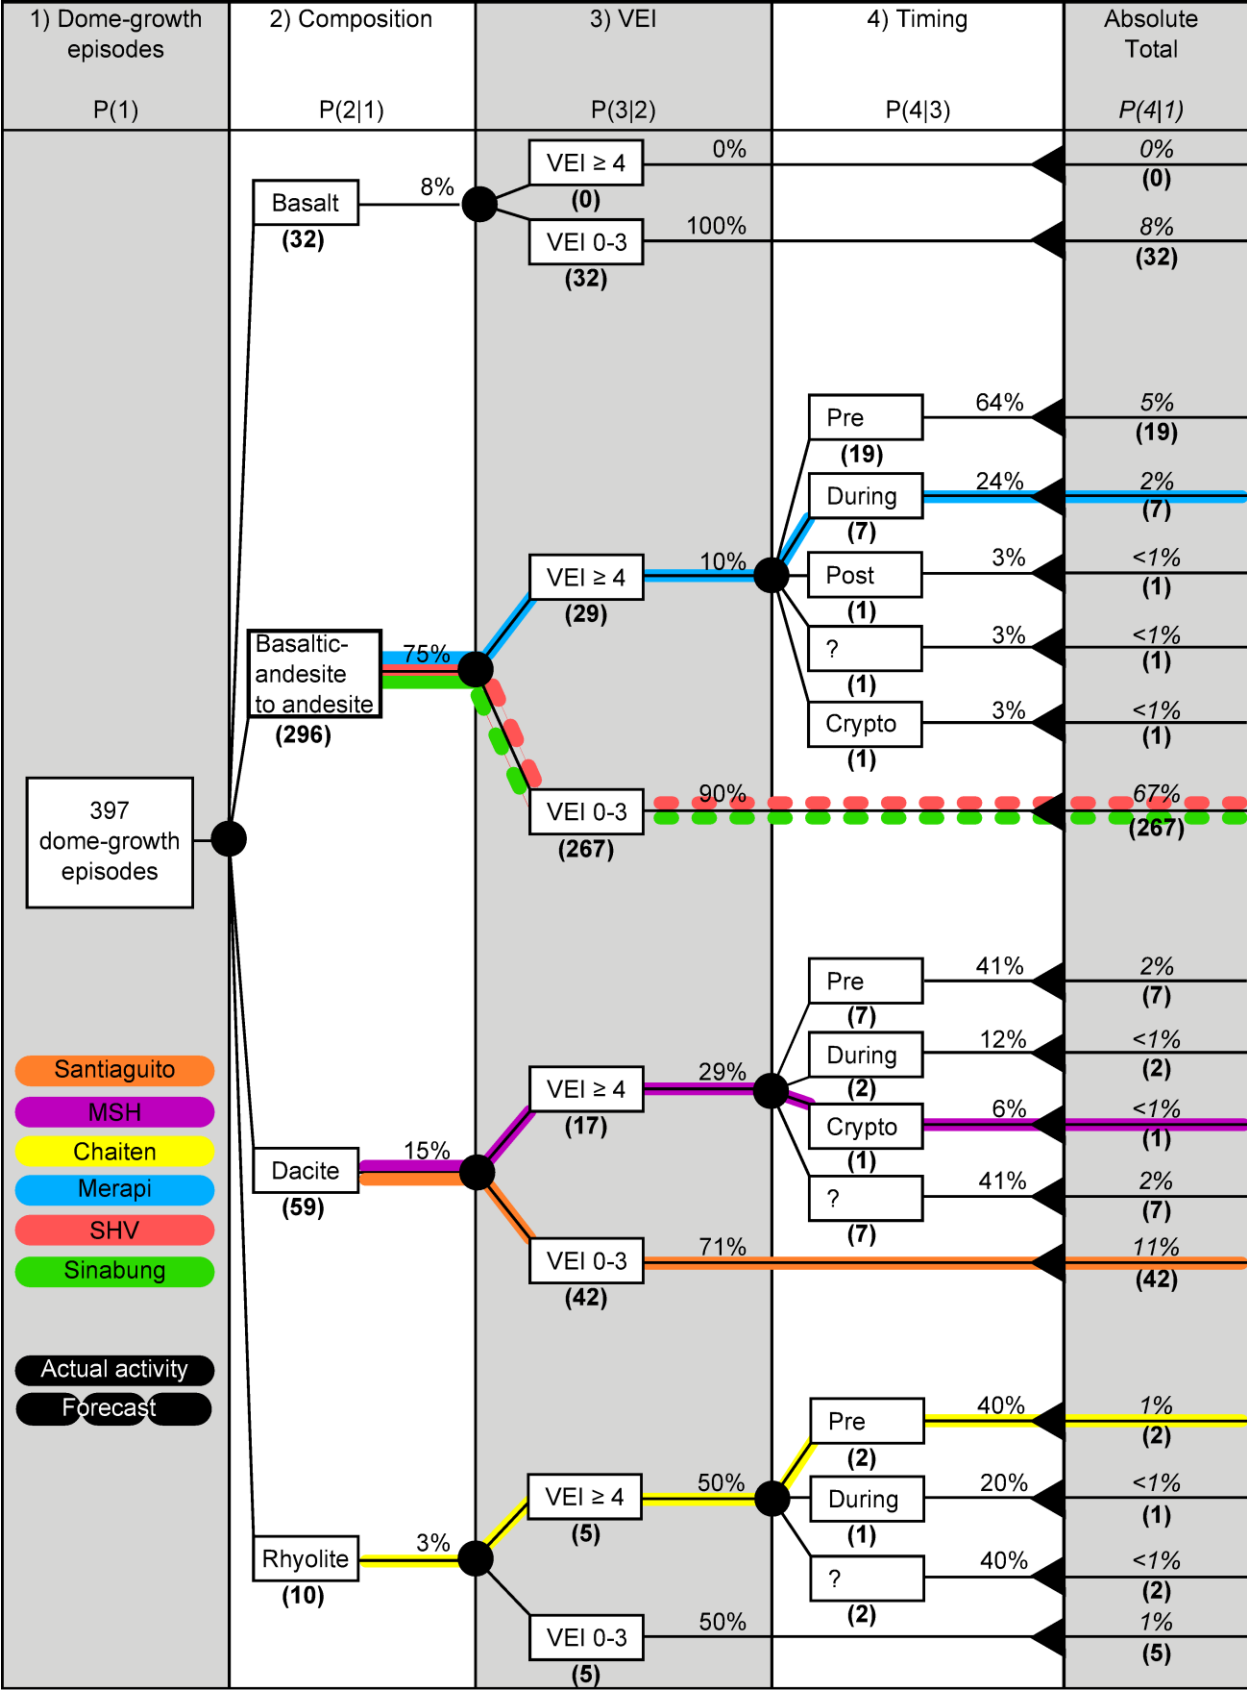 1) Dome-growth
episodes
P(1)
2) Composition
P(2|1)
3) VEI
P(3|2)
4) Timing
P(4|3)
Absolute
Total
P(4|1)
397
dome-growth
episodes
Basalt
(32)
8%
VEI ≥ 4
(0)
0%
0%
(0)
VEI 0-3
(32)
100%
8%
(32)
Basaltic-
andesite
to andesite
(296)
75%
VEI ≥ 4
(29)
10%
Pre
(19)
64%
5%
(19)
During
(7)
24%
2%
(7)
Post
(1)
3%
<1%
(1)
?
(1)
3%
<1%
(1)
Crypto
(1)
3%
<1%
(1)
VEI 0-3
(267)
90%
67%
(267)
Dacite
(59)
15%
VEI ≥ 4
(17)
29%
Pre
(7)
41%
2%
(7)
During
(2)
12%
<1%
(2)
Crypto
(1)
6%
<1%
(1)
?
(7)
41%
2%
(7)
VEI 0-3
(42)
71%
11%
(42)
Rhyolite
(10)
3%
VEI ≥ 4
(5)
50%
Pre
(2)
40%
1%
(2)
During
(1)
20%
<1%
(1)
?
(2)
40%
<1%
(2)
VEI 0-3
(5)
50%
1%
(5)
Santiaguito
MSH
Chaiten
Merapi
SHV
Sinabung
Actual activity
Forecast